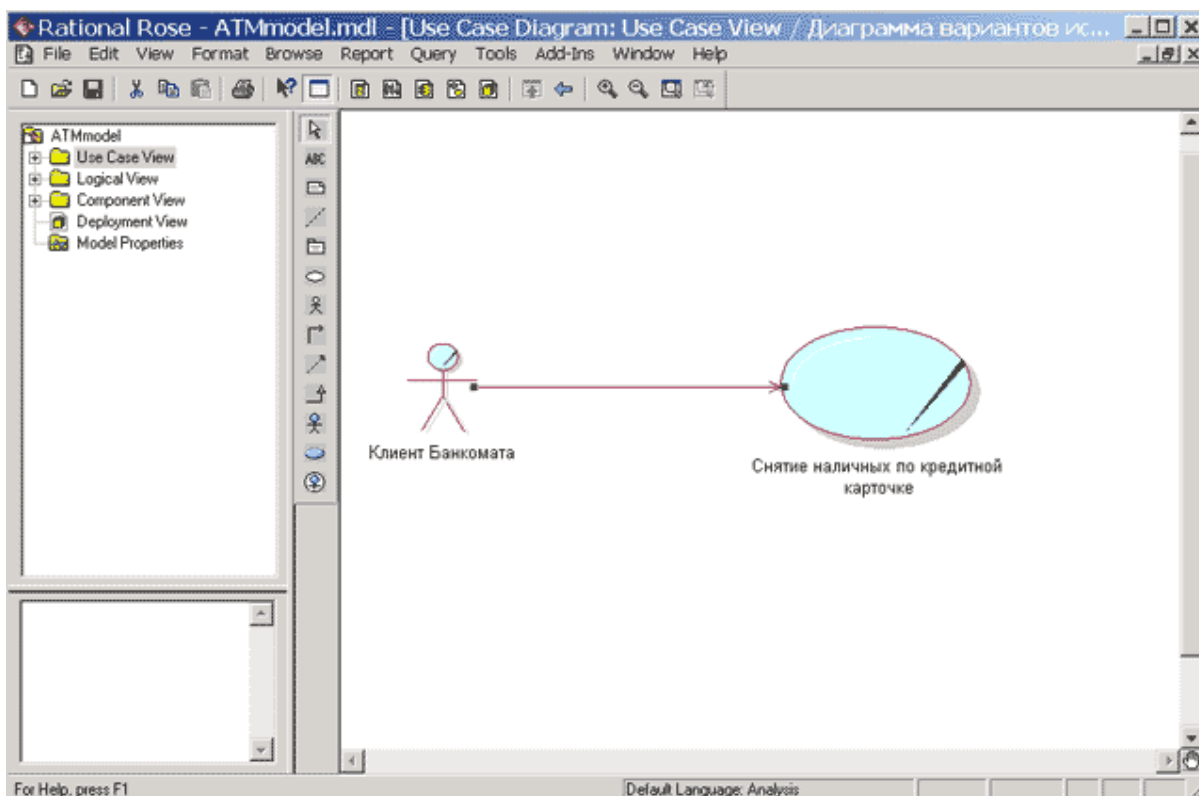 Rational Rose - ATMmodel.mdl - [Use Case Diagram: Use Case View / Диаграмма вариантов ис...
File Edit View Format Browse Report Query Tools Add-Ins Window Help
ATMmodel
Use Case View
Logical View
Component View
Deployment View
Model Properties
ABC
Клиент Банкомата
Снятие наличных по кредитной
карточке
For Help, press F1
Default Language: Analysis